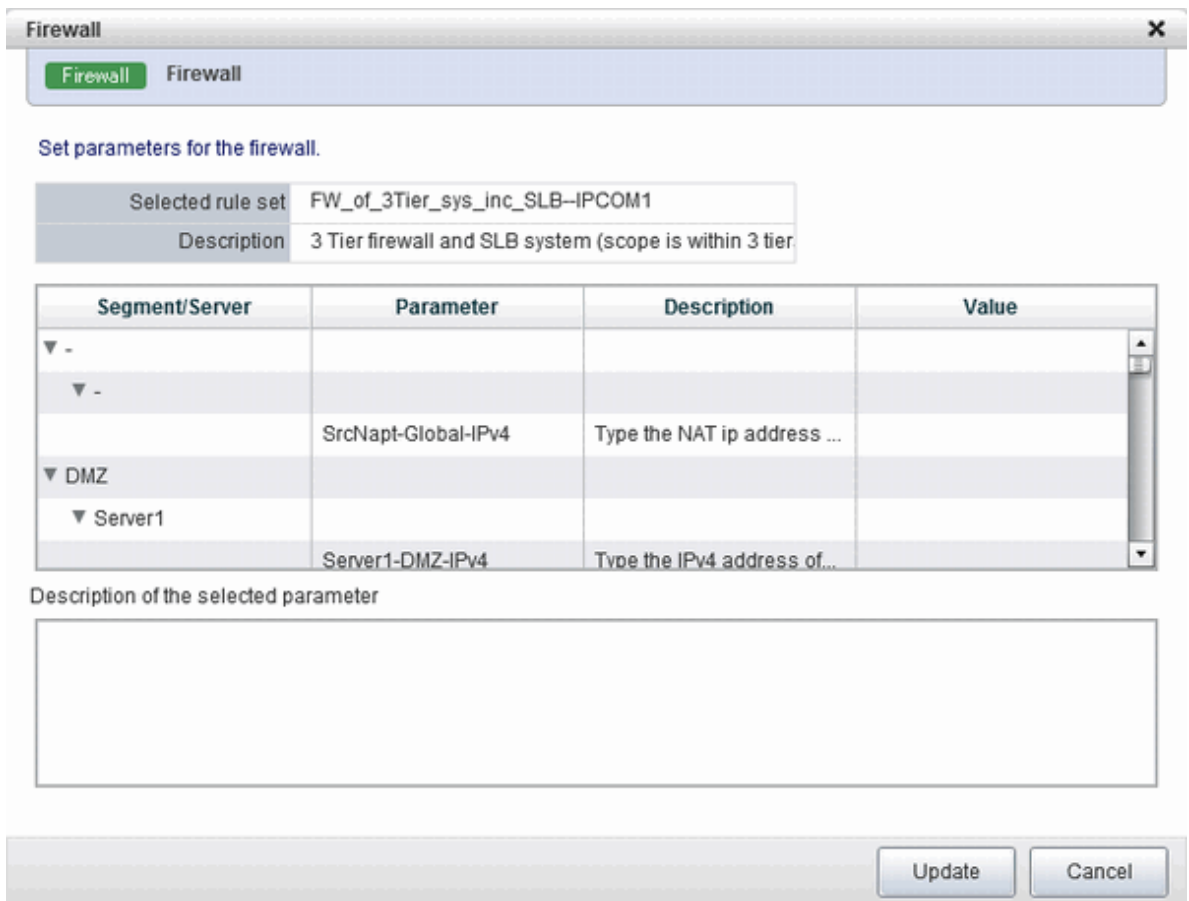 Firewall
Firewall Firewall
Set parameters for the firewall.
Selected rule set FW_of_3Tier_sys_inc_SLB--IPCOM1
Description 3 Tier firewall and SLB system (scope is within 3 tier
Segment/Server Parameter Description Value
-
-
SrcNapt-Global-IPv4 Type the NAT ip address ...
DMZ
Server1
Server1-DMZ-IPv4 Type the IPv4 address of...
Description of the selected parameter
Update Cancel